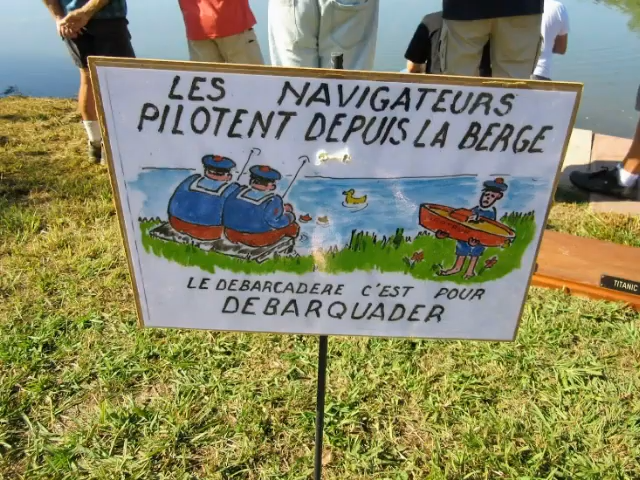 LES NAVIGATEURS
PILOTENT DEPUIS LA BERGE
LE DEBARCADERE C'EST POUR
DEBARQUADER
TITANIC